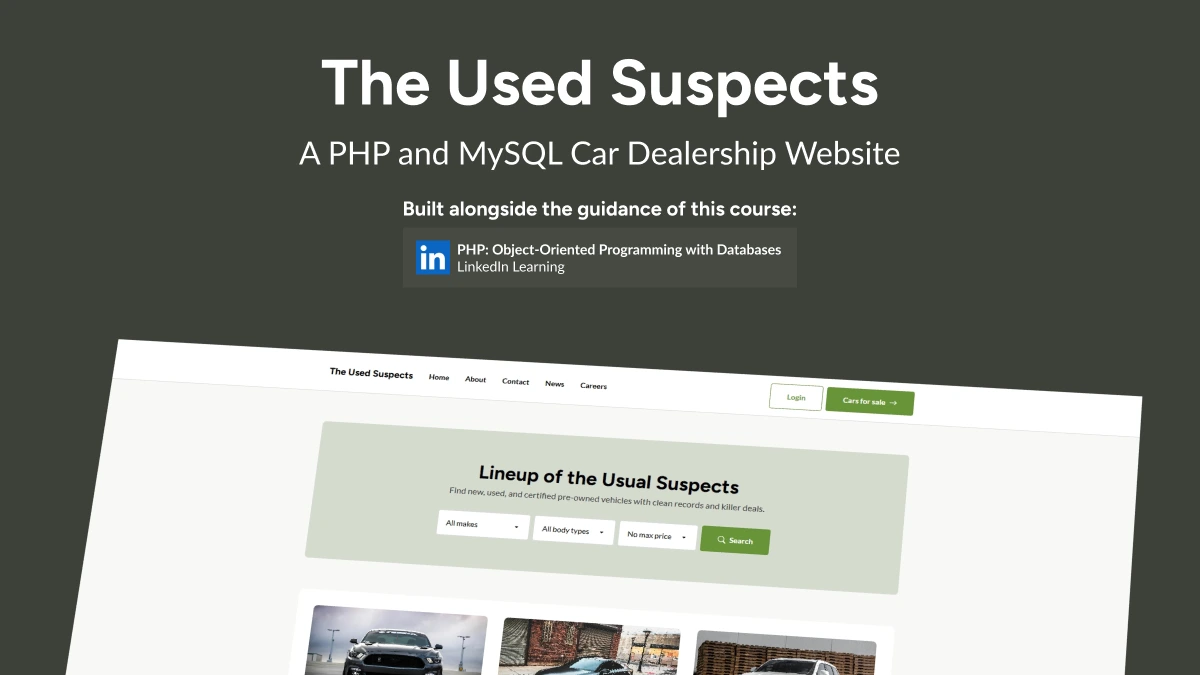 The Used Suspects
A PHP and MySQL Car Dealership Website
Built alongside the guidance of this course:
in
PHP: Object-Oriented Programming with Databases
LinkedIn Learning
The Used Suspects Home About Contact News Careers Login Cars for sale →
Lineup of the Usual Suspects
Find new, used, and certified pre-owned vehicles with clean records and killer deals.
All makes All body types No max price Search